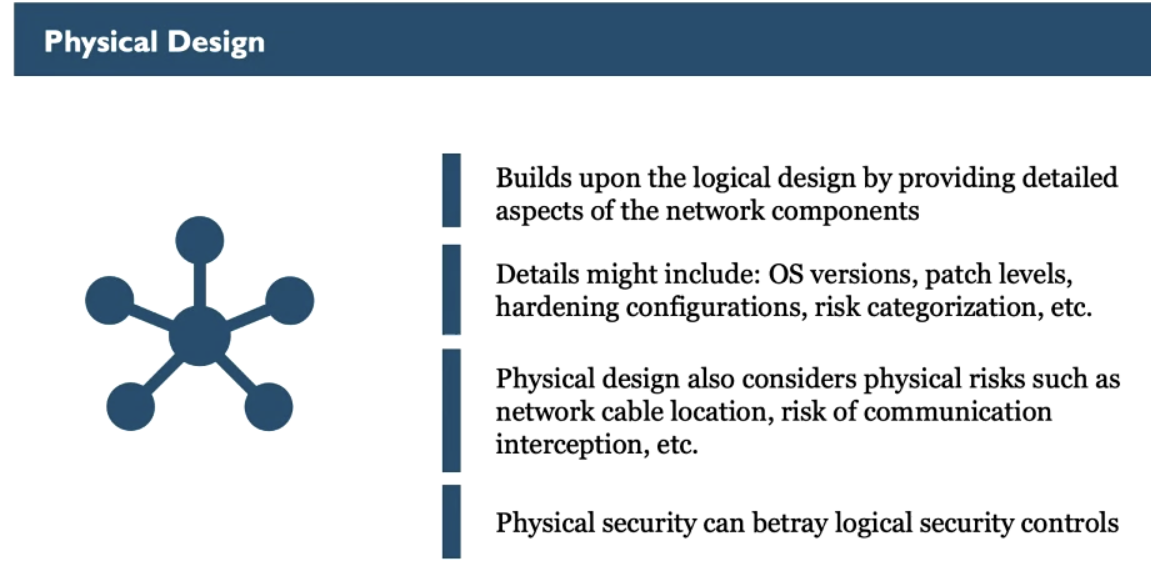 Physical Design
Builds upon the logical design by providing detailed
aspects of the network components
Details might include: OS versions, patch levels,
hardening configurations, risk categorization, etc.
Physical design also considers physical risks such as
network cable location, risk of communication
interception, etc.
Physical security can betray logical security controls